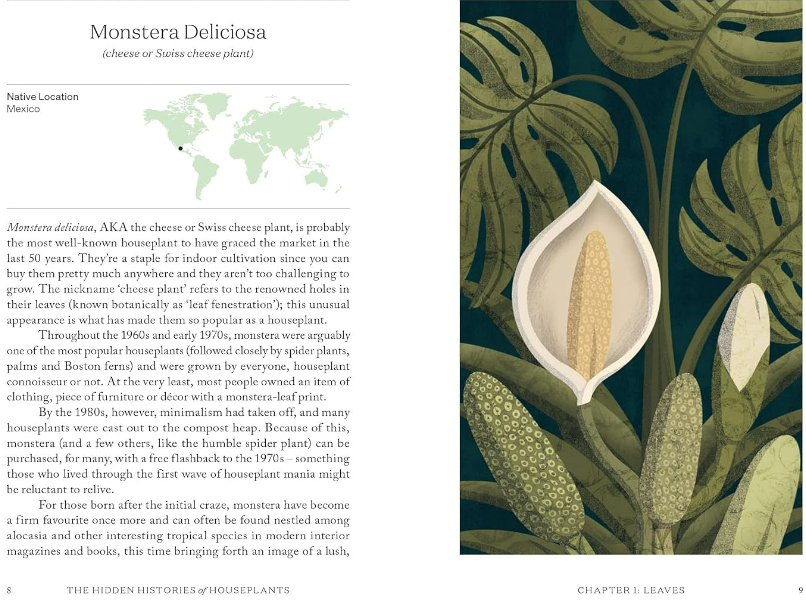 Monstera Deliciosa
(cheese or Swiss cheese plant)
Native Location
Mexico
Monstera deliciosa, AKA the cheese or Swiss cheese plant, is probably
the most well-known houseplant to have graced the market in the
last 50 years. They’re a staple for indoor cultivation since you can
buy them pretty much anywhere and they aren’t too challenging to
grow. The nickname ‘cheese plant’ refers to the renowned holes in
their leaves (known botanically as ‘leaf fenestration’); this unusual
appearance is what has made them so popular as a houseplant.
Throughout the 1960s and early 1970s, monstera were arguably
one of the most popular houseplants (followed closely by spider plants,
palms and Boston ferns) and were grown by everyone, houseplant
connoisseur or not. At the very least, most people owned an item of
clothing, piece of furniture or décor with a monstera-leaf print.
By the 1980s, however, minimalism had taken off, and many
houseplants were cast out to the compost heap. Because of this,
monstera (and a few others, like the humble spider plant) can be
purchased, for many, with a free flashback to the 1970s – something
those who lived through the first wave of houseplant mania might
be reluctant to relive.
For those born after the initial craze, monstera have become
a firm favourite once more and can often be found nestled among
alocasia and other interesting tropical species in modern interior
magazines and books, this time bringing forth an image of a lush,
8 THE HIDDEN HISTORIES of HOUSEPLANTS
CHAPTER 1: LEAVES 9